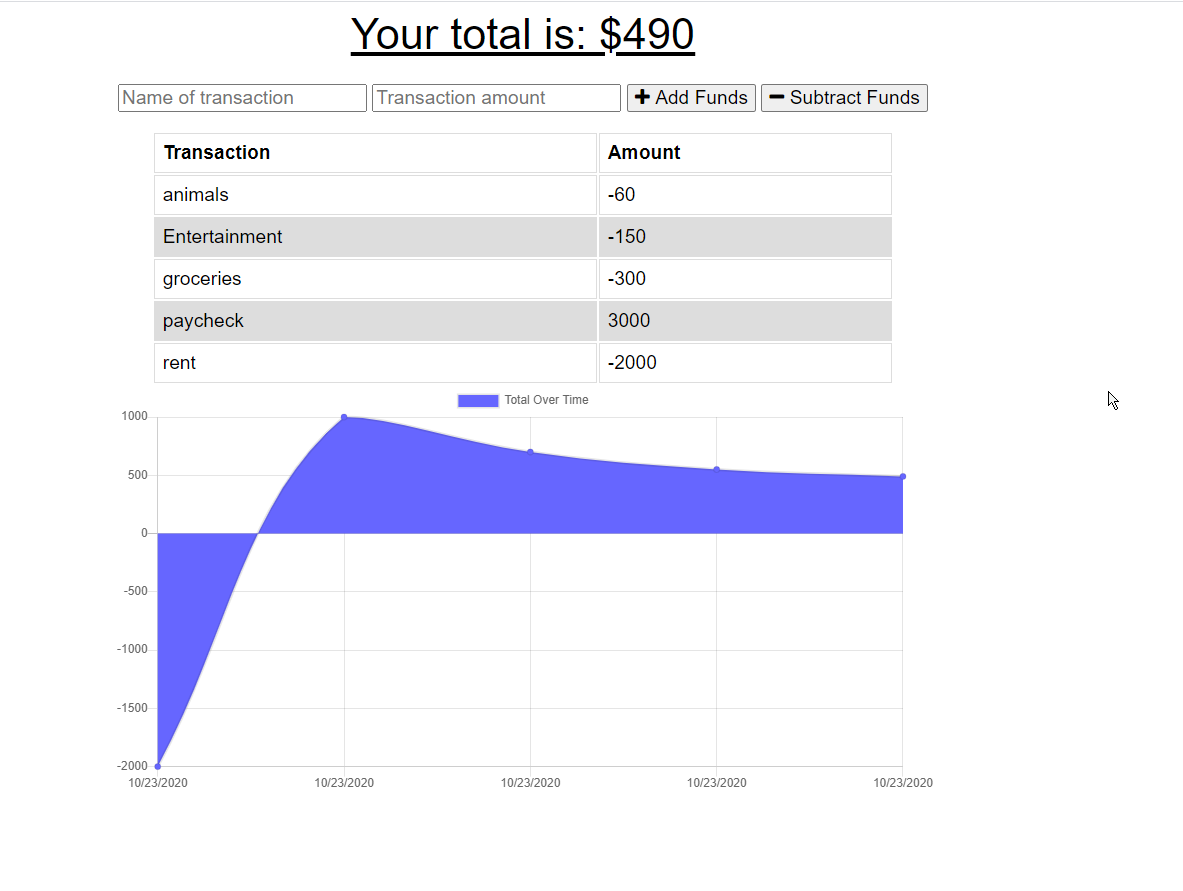 Your total is: $490
Name of transaction Transaction amount + Add Funds − Subtract Funds
Transaction Amount
animals -60
Entertainment -150
groceries -300
paycheck 3000
rent -2000
Total Over Time
1000
500
0
-500
-1000
-1500
-2000
10/23/2020 10/23/2020 10/23/2020 10/23/2020 10/23/2020